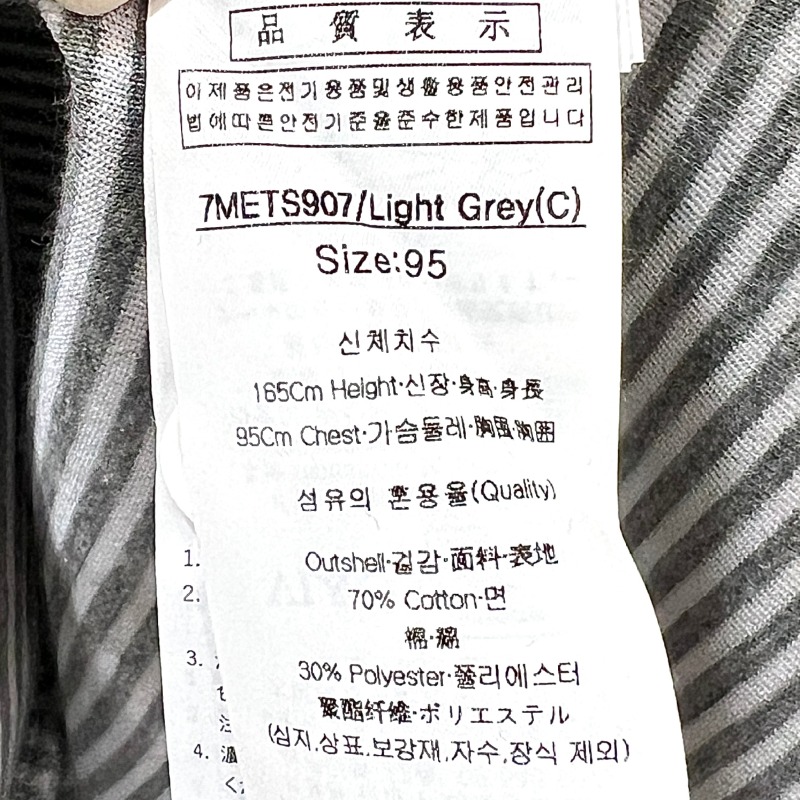 品 質 表 示
이 제품은전기용품및생활용품안전관리
법에따른안전기준을준수한제품입니다
7METS907/Light Grey(C)
Size:95
신체치수
165Cm Height·신장·身高·身長
95Cm Chest·가슴둘레·胸围·胸囲
섬유의 혼용율(Quality)
1.
Outshell·겉감·面料·表地
2.
70% Cotton·면
棉·綿
3.
30% Polyester·폴리에스터
聚酯纤维·ポリエステル
注
(심지,상표,보강재,자수,장식 제외)
4.